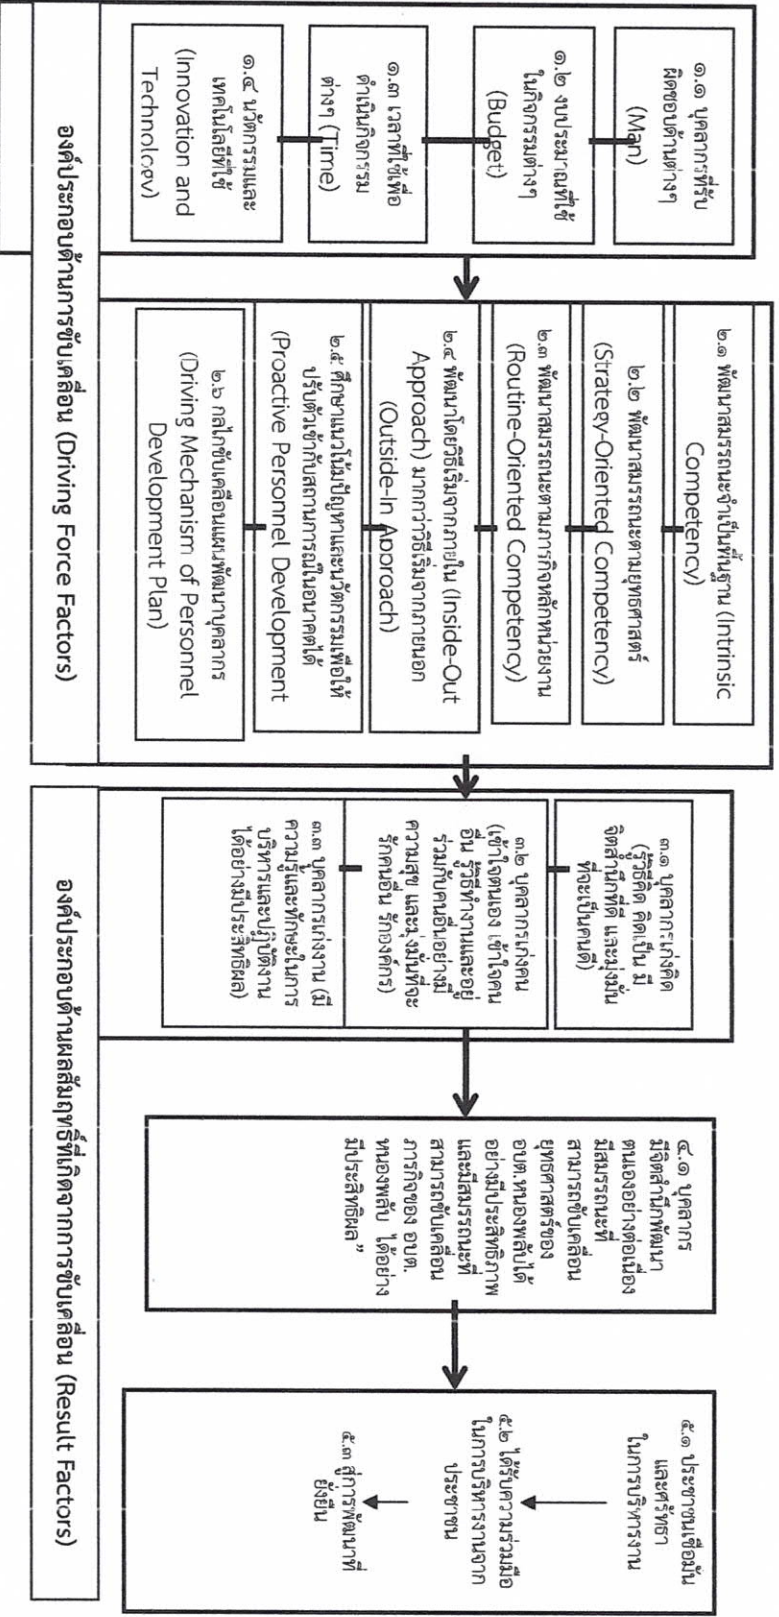 ๑.๑ บุคลากรที่รับ
ผิดชอบด้านต่างๆ
(Man)
๑.๒ งบประมาณที่ใช้
ในกิจกรรมต่างๆ
(Budget)
๑.๓ เวลาที่ใช้เพื่อ
ดำเนินกิจกรรม
ต่างๆ (Time)
๑.๔ นวัตกรรมและ
เทคโนโลยีที่ใช้
(Innovation and
Technology)
๒.๑ พัฒนาสมรรถนะจำเป็นพื้นฐาน (Intrinsic
Competency)
๒.๒ พัฒนาสมรรถนะตามยุทธศาสตร์
(Strategy-Oriented Competency)
๒.๓ พัฒนาสมรรถนะตามภารกิจหลักหน่วยงาน
(Routine-Oriented Competency)
๒.๔ พัฒนาโดยวิธีเริ่มจากภายใน (Inside-Out
Approach) มากกว่าวิธีเริ่มจากภายนอก
(Outside-In Approach)
๒.๕ ศึกษาแนวโน้มปัญหาและนวัตกรรมเพื่อให้
ปรับตัวเข้ากับสถานการณ์ในอนาคตได้
(Proactive Personnel Development
๒.๖ กลไกขับเคลื่อนแผนพัฒนาบุคลากร
(Driving Mechanism of Personnel
Development Plan)
องค์ประกอบด้านการขับเคลื่อน (Driving Force Factors)
๓.๑ บุคลากรเก่งคิด
(รู้วิธีคิด คิดเป็น มี
จิตสำนึกที่ดี และมุ่งมั่น
ที่จะเป็นคนดี)
๓.๒ บุคลากรเก่งคน
(เข้าใจตนเอง เข้าใจคน
อื่น รู้วิธีทำงานและอยู่
ร่วมกับคนอื่นอย่างมี
ความสุข และมุ่งมั่นที่จะ
รักคนอื่น รักองค์กร)
๓.๓ บุคลากรเก่งงาน (มี
ความรู้และทักษะในการ
บริหารและปฏิบัติงาน
ได้อย่างมีประสิทธิผล)
๔.๑ บุคลากร
มีจิตสำนึกพัฒนา
ตนเองอย่างต่อเนื่อง
มีสมรรถนะที่
สามารถขับเคลื่อน
ยุทธศาสตร์ของ
อบต.หนองพลับได้
อย่างมีประสิทธิภาพ
และมีสมรรถนะที่
สามารถขับเคลื่อน
ภารกิจของ อบต.
หนองพลับ ได้อย่าง
มีประสิทธิผล”
๕.๑ ประชาชนเชื่อมั่น
และศรัทธา
ในการบริหารงาน
๕.๒ ได้รับความร่วมมือ
ในการบริหารงานจาก
ประชาชน
๕.๓ สู่การพัฒนาที่
ยั่งยืน
องค์ประกอบด้านผลสัมฤทธิ์ที่เกิดจากการขับเคลื่อน (Result Factors)